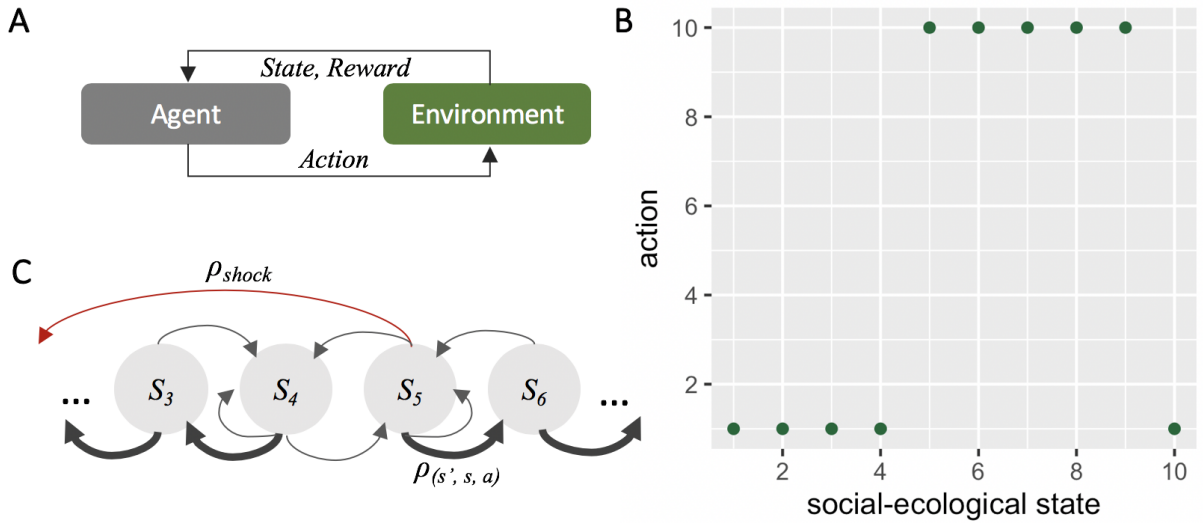 A
State, Reward
Agent
Environment
Action
B
10
8
6
4
2
action
2
4
6
8
10
social-ecological state
C
ρshock
...
S3
S4
S5
S6
...
ρ(s’, s, a)